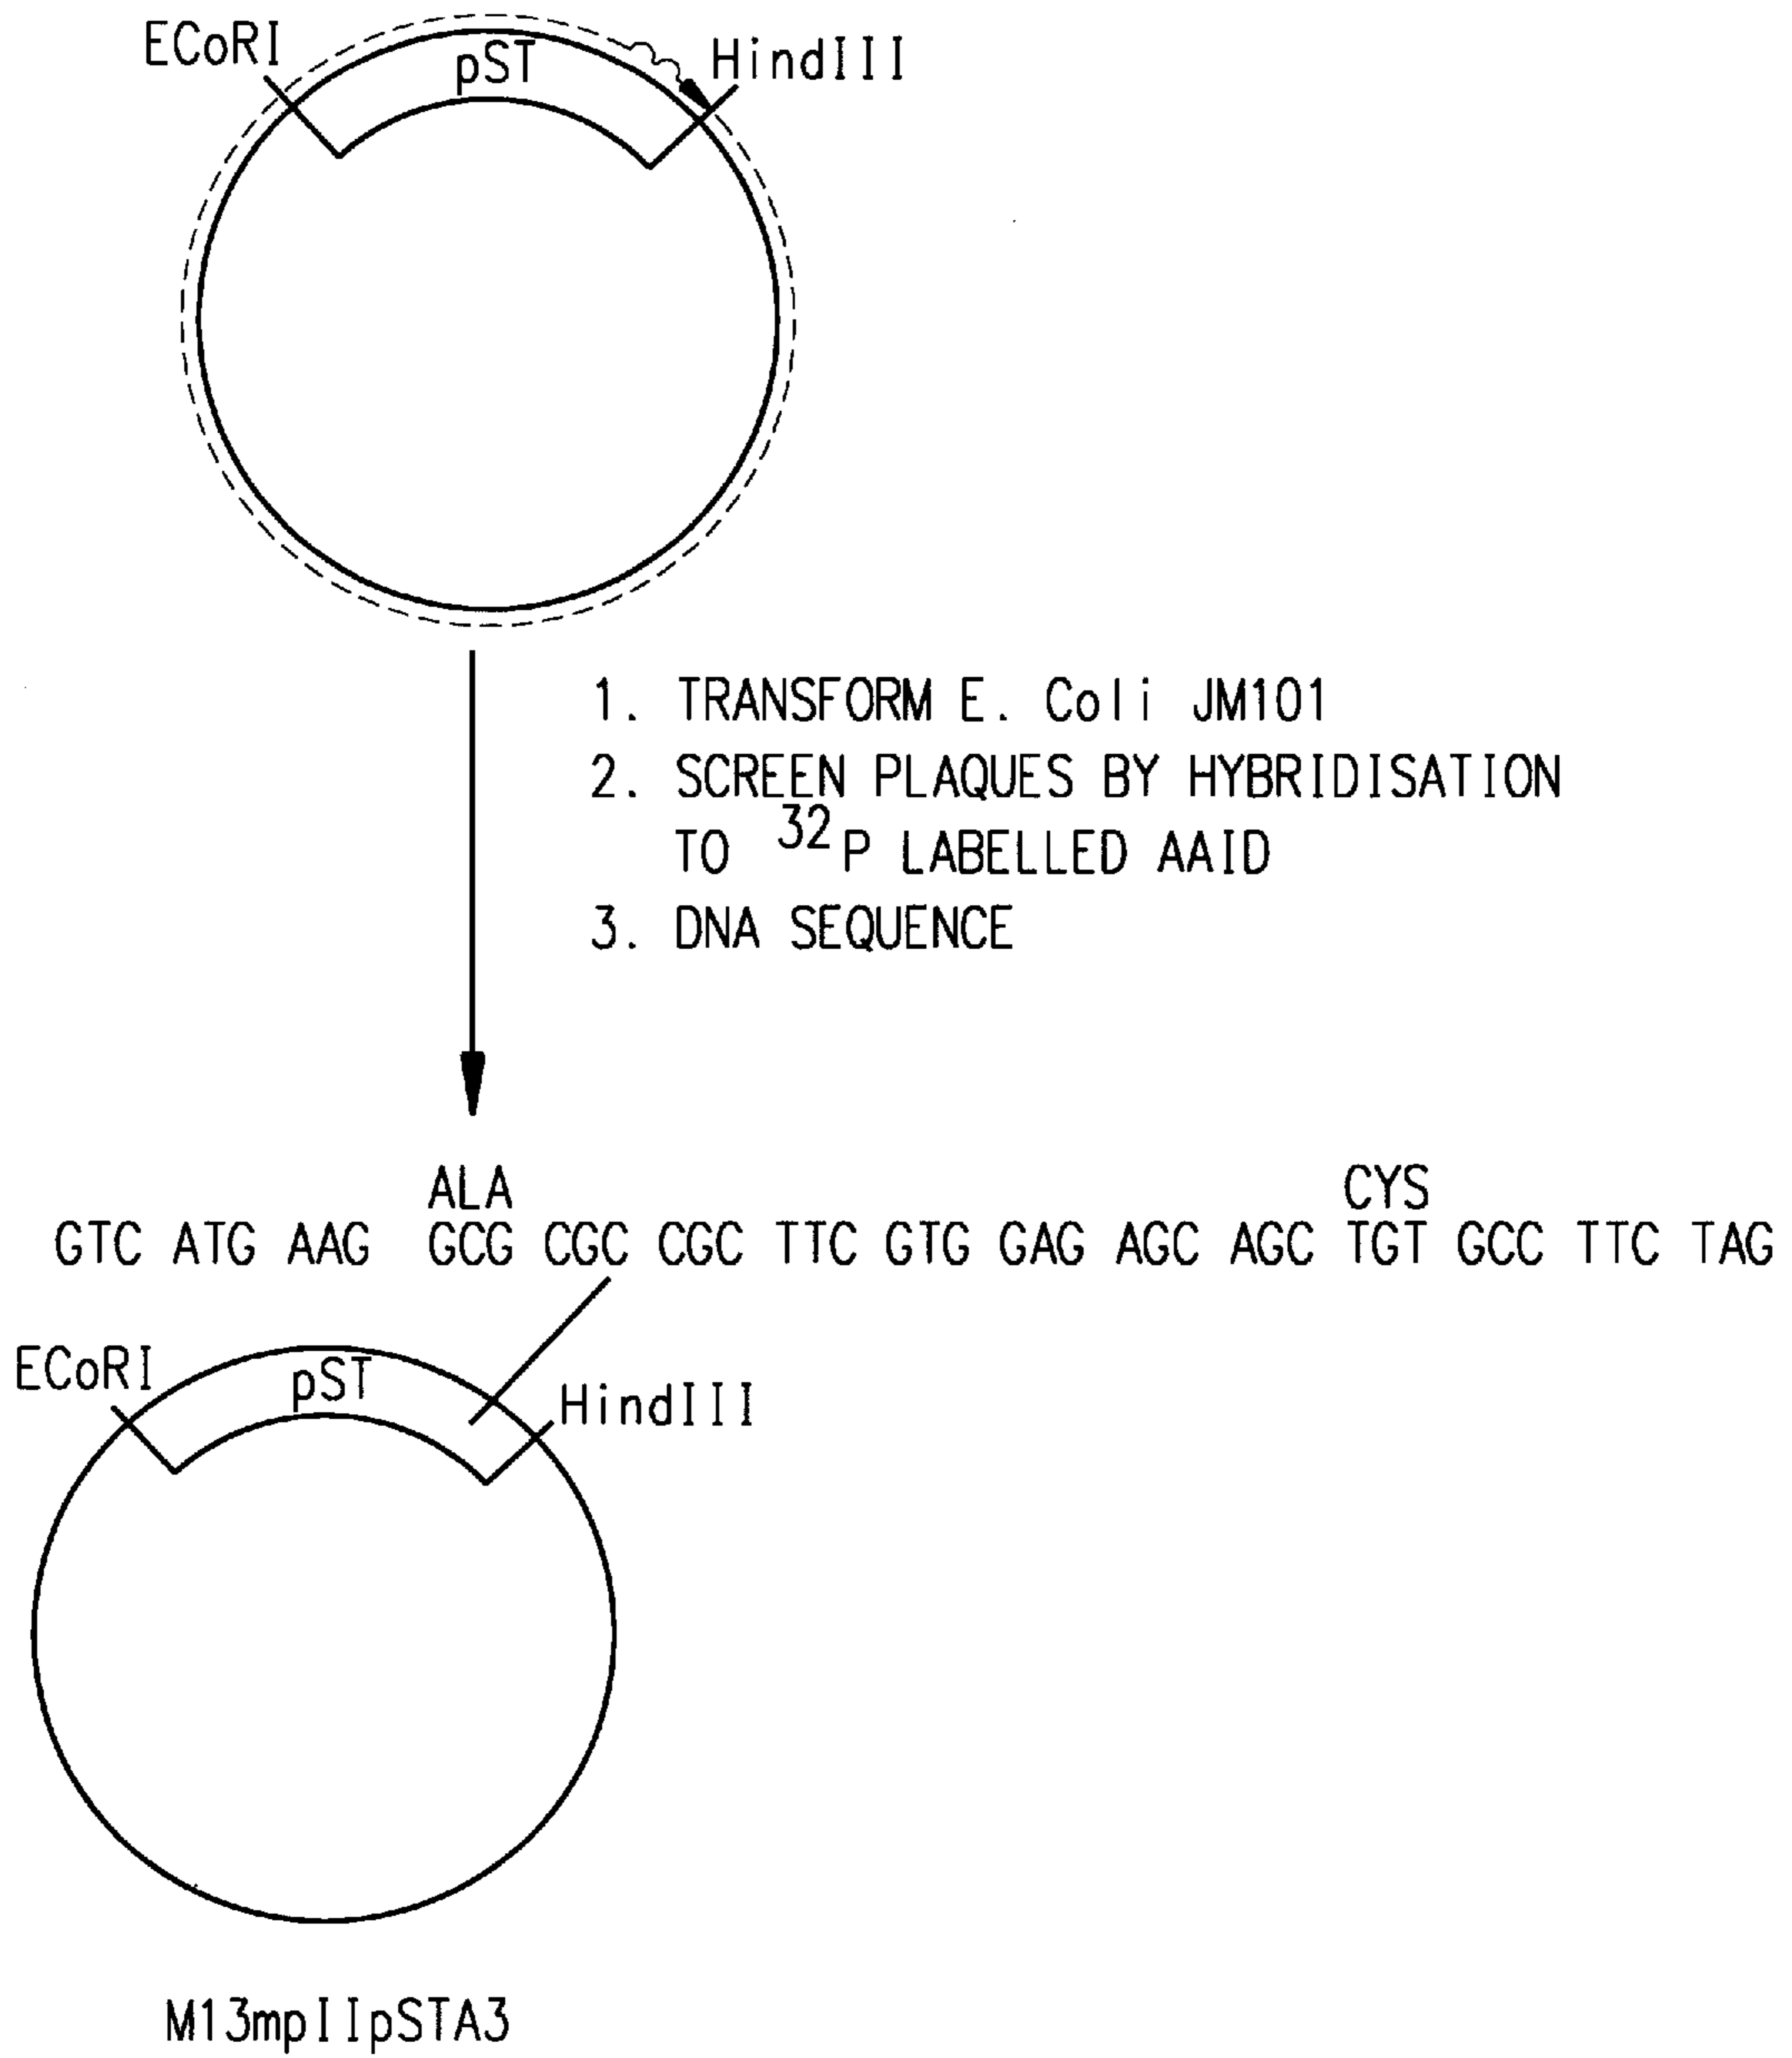 ECoRI
pST
HindIII
1. TRANSFORM E. Coli JM101
2. SCREEN PLAQUES BY HYBRIDISATION
TO 32P LABELLED AAID
3. DNA SEQUENCE
ALA CYS
GTC ATG AAG GCG CGC CGC TTC GTG GAG AGC AGC TGT GCC TTC TAG
ECoRI
pST
HindIII
M13mpIIpSTA3